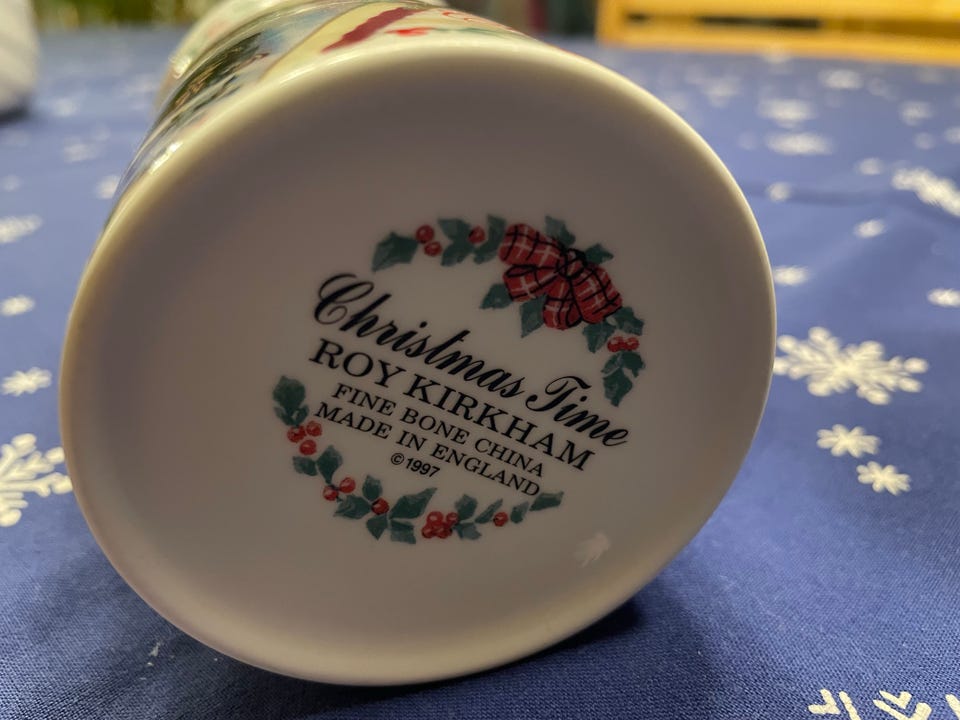 Christmas Time
ROY KIRKHAM
FINE BONE CHINA
MADE IN ENGLAND
©1997